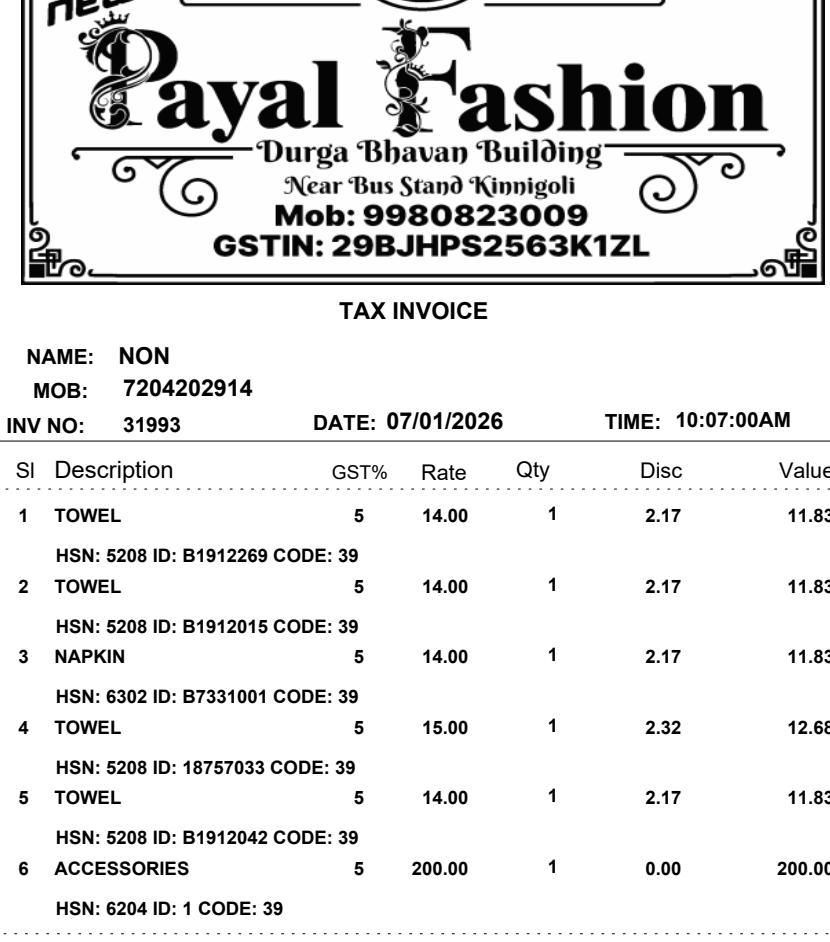 new
Payal Fashion
Durga Bhavan Building
Near Bus Stand Kinnigoli
Mob: 9980823009
GSTIN: 29BJHPS2563K1ZL
TAX INVOICE
NAME: NON
MOB: 7204202914
INV NO: 31993 DATE: 07/01/2026 TIME: 10:07:00AM
Sl Description GST% Rate Qty Disc Value
1 TOWEL 5 14.00 1 2.17 11.83
HSN: 5208 ID: B1912269 CODE: 39
2 TOWEL 5 14.00 1 2.17 11.83
HSN: 5208 ID: B1912015 CODE: 39
3 NAPKIN 5 14.00 1 2.17 11.83
HSN: 6302 ID: B7331001 CODE: 39
4 TOWEL 5 15.00 1 2.32 12.68
HSN: 5208 ID: 18757033 CODE: 39
5 TOWEL 5 14.00 1 2.17 11.83
HSN: 5208 ID: B1912042 CODE: 39
6 ACCESSORIES 5 200.00 1 0.00 200.00
HSN: 6204 ID: 1 CODE: 39